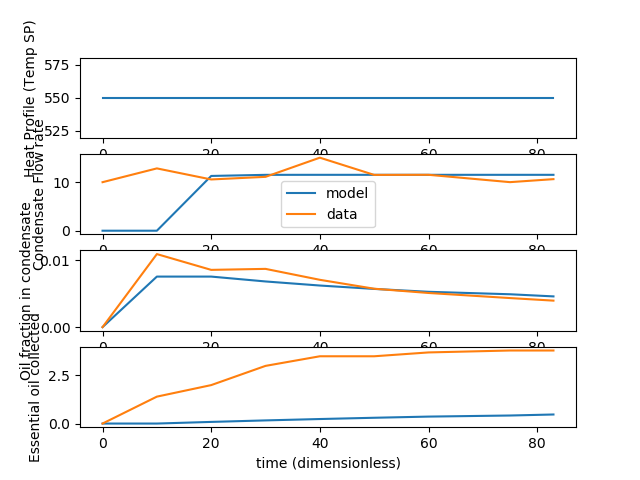 Heat Profile (Temp SP)
575
550
525
0 20 40 60 80
Condensate Flow rate
10
0
model
data
0 20 40 60 80
Oil fraction in condensate
0.01
0.00
0 20 40 60 80
Essential oil collected
2.5
0.0
0 20 40 60 80
time (dimensionless)